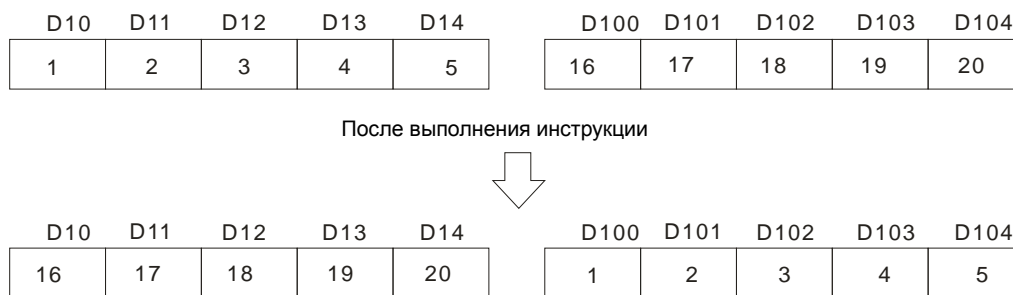 D10 D11 D12 D13 D14 D100 D101 D102 D103 D104
1 2 3 4 5 16 17 18 19 20
После выполнения инструкции
D10 D11 D12 D13 D14 D100 D101 D102 D103 D104
16 17 18 19 20 1 2 3 4 5